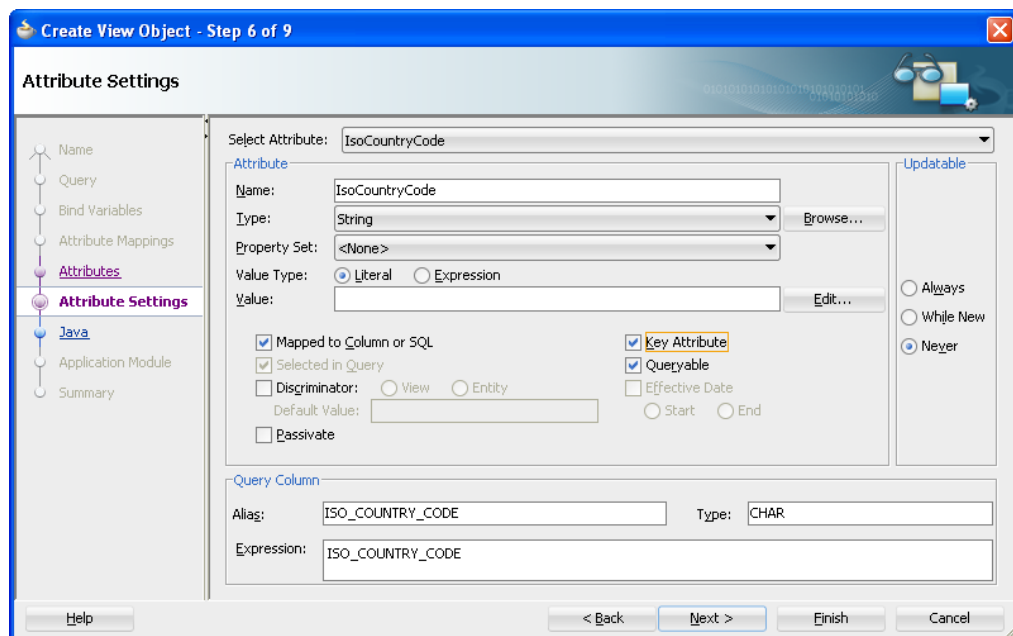 Create View Object - Step 6 of 9
Attribute Settings
Name
Query
Bind Variables
Attribute Mappings
Attributes
Attribute Settings
Java
Application Module
Summary
Select Attribute: IsoCountryCode
Attribute
Name: IsoCountryCode
Type: String Browse...
Property Set: <None>
Value Type: Literal Expression
Value: Edit...
Mapped to Column or SQL Key Attribute
Selected in Query Queryable
Discriminator: View Entity Effective Date
Default Value: Start End
Passivate
Updatable
Always
While New
Never
Query Column
Alias: ISO_COUNTRY_CODE Type: CHAR
Expression: ISO_COUNTRY_CODE
Help < Back Next > Finish Cancel